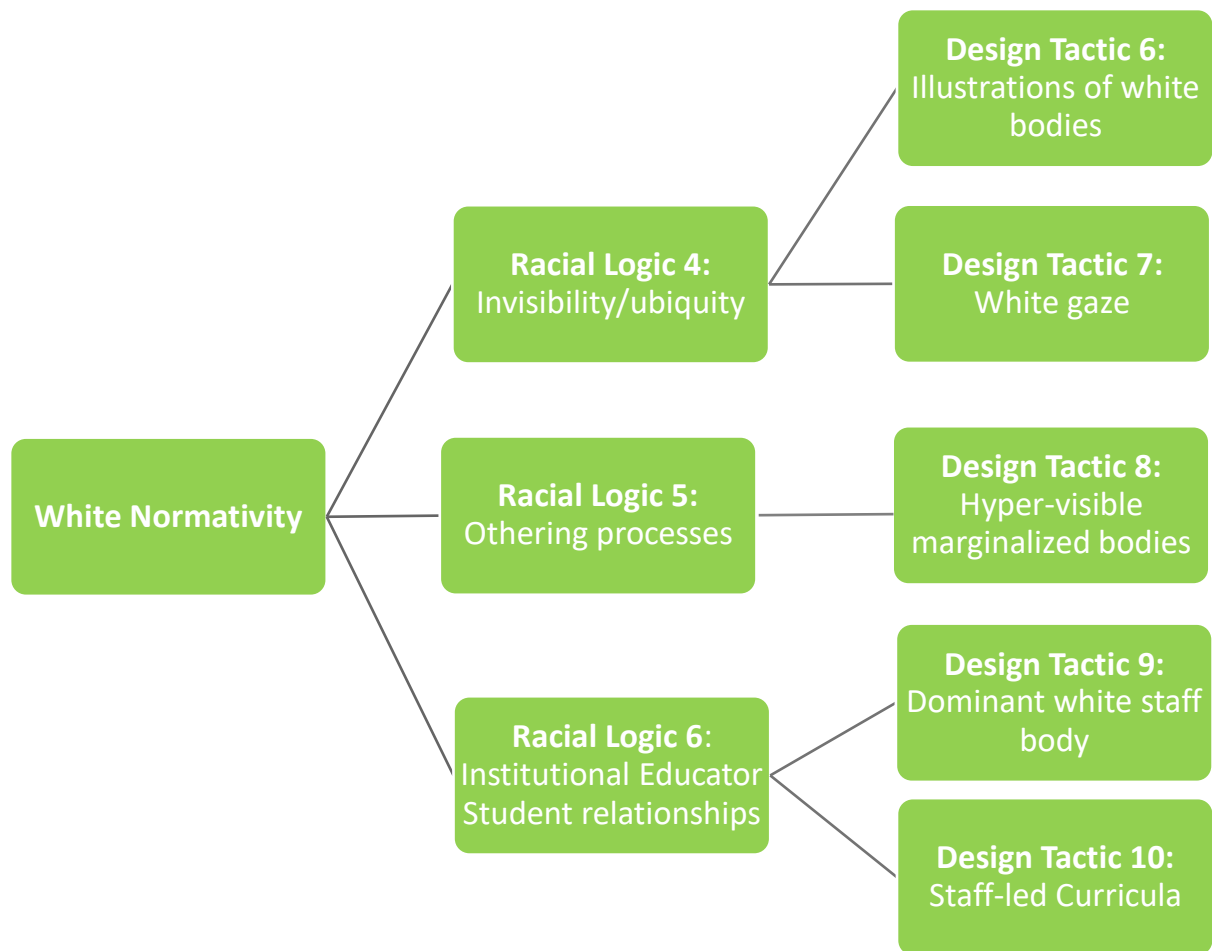 White Normativity
Racial Logic 4:
Invisibility/ubiquity
Design Tactic 6:
Illustrations of white
bodies
Design Tactic 7:
White gaze
Racial Logic 5:
Othering processes
Design Tactic 8:
Hyper-visible
marginalized bodies
Racial Logic 6:
Institutional Educator
Student relationships
Design Tactic 9:
Dominant white staff
body
Design Tactic 10:
Staff-led Curricula